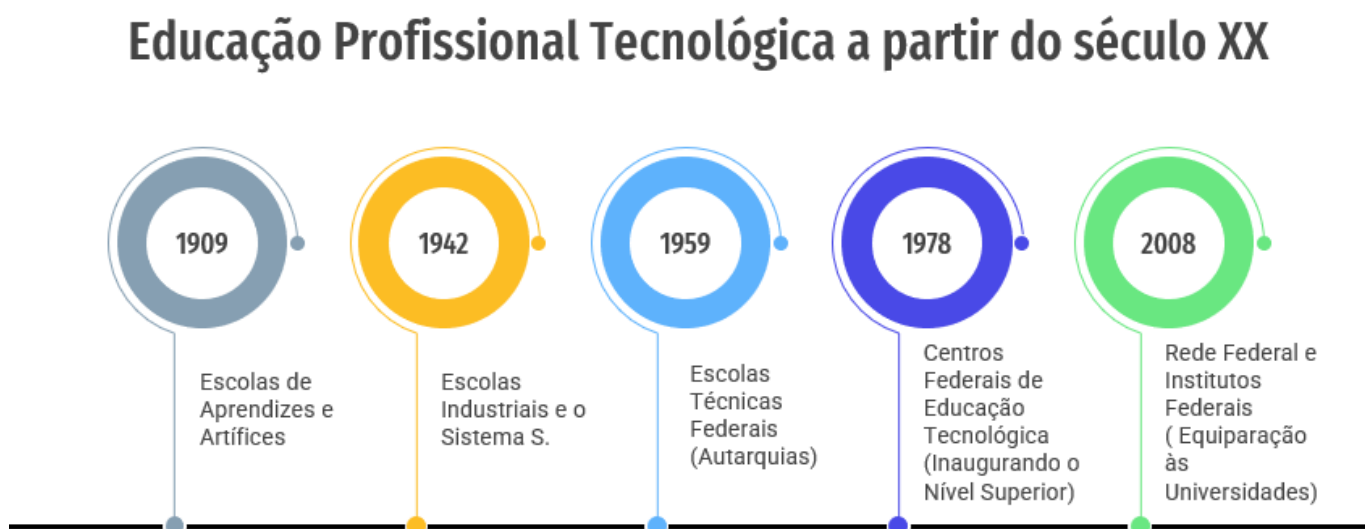 Educação Profissional Tecnológica a partir do século XX
1909
1942
1959
1978
2008
Escolas de
Aprendizes e
Artífices
Escolas
Industriais e o
Sistema S.
Escolas
Técnicas
Federais
(Autarquias)
Centros
Federais de
Educação
Tecnológica
(Inaugurando o
Nível Superior)
Rede Federal e
Institutos
Federais
( Equiparação
às
Universidades)